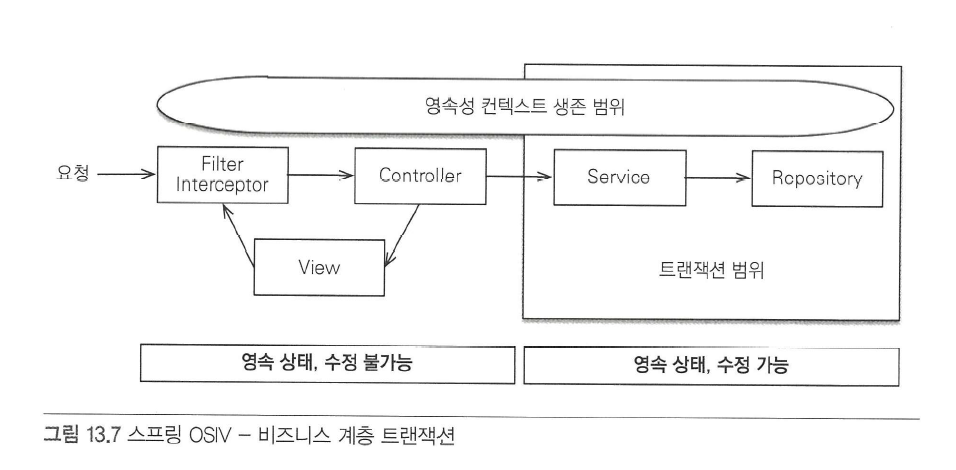 영속성 컨텍스트 생존 범위
요청
Filter
Interceptor
Controller
Service
Repository
View
트랜잭션 범위
영속 상태, 수정 불가능
영속 상태, 수정 가능
그림 13.7 스프링 OSIV – 비즈니스 계층 트랜잭션